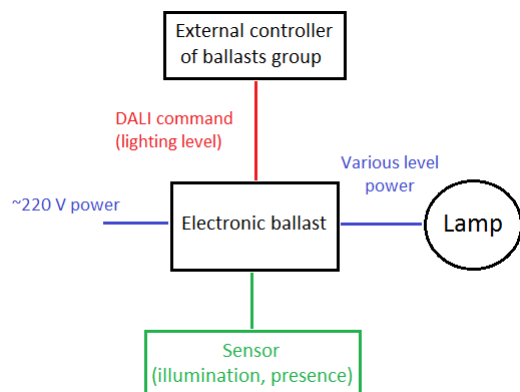 External controller
of ballasts group
DALI command
(lighting level)
Various level
power
~220 V power
Electronic ballast
Lamp
Sensor
(illumination, presence)